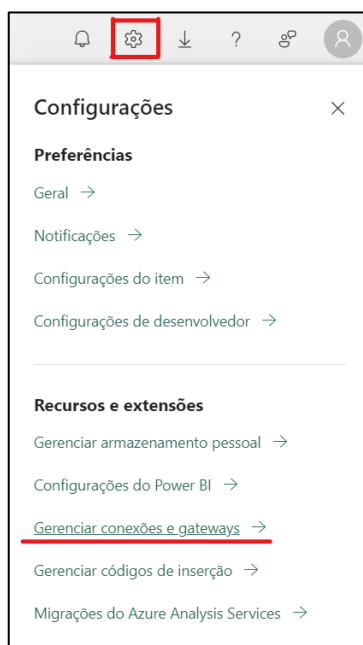 Configurações
Preferências
Geral →
Notificações →
Configurações do item →
Configurações de desenvolvedor →
Recursos e extensões
Gerenciar armazenamento pessoal →
Configurações do Power BI →
Gerenciar conexões e gateways →
Gerenciar códigos de inserção →
Migrações do Azure Analysis Services →